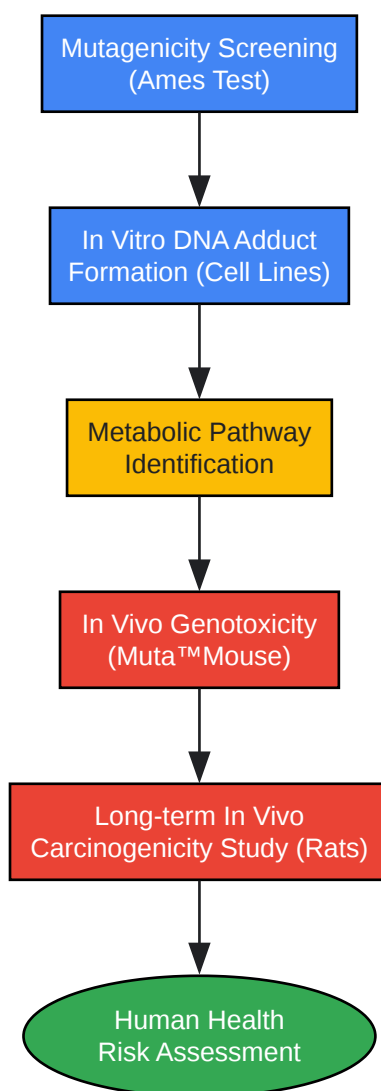 Mutagenicity Screening
(Ames Test)
In Vitro DNA Adduct
Formation (Cell Lines)
Metabolic Pathway
Identification
In Vivo Genotoxicity
(Muta™Mouse)
Long-term In Vivo
Carcinogenicity Study (Rats)
Human Health
Risk Assessment